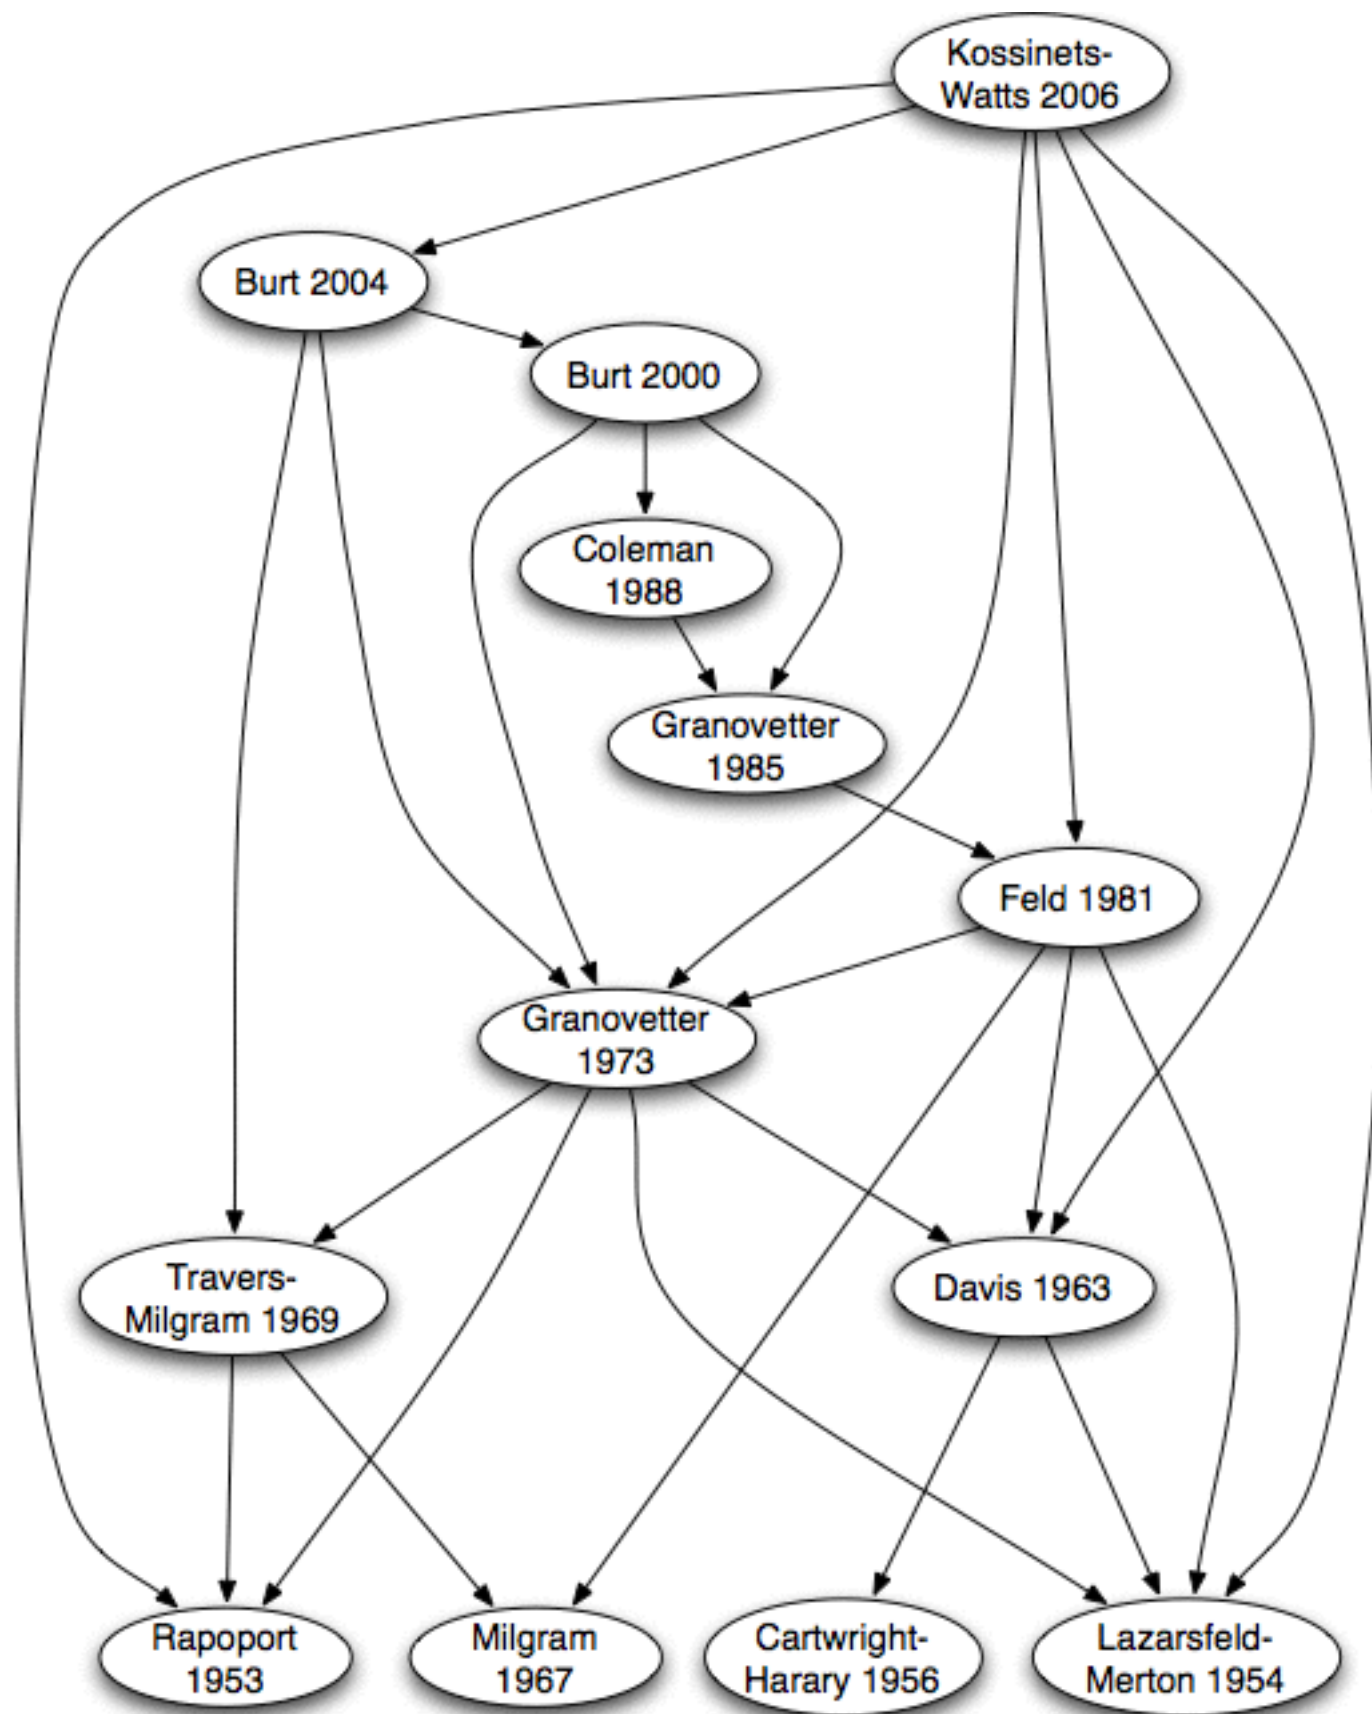 Kossinets-
Watts 2006
Burt 2004
Burt 2000
Coleman
1988
Granovetter
1985
Feld 1981
Granovetter
1973
Travers-
Milgram 1969
Davis 1963
Rapoport
1953
Milgram
1967
Cartwright-
Harary 1956
Lazarsfeld-
Merton 1954